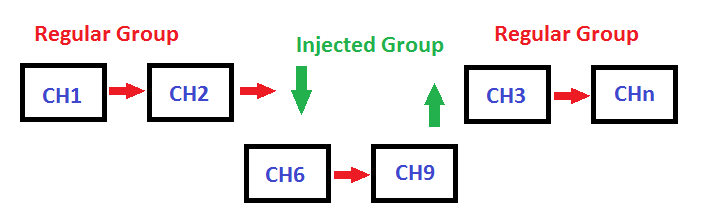 Regular Group
Injected Group
Regular Group
CH1
CH2
CH3
CHn
CH6
CH9